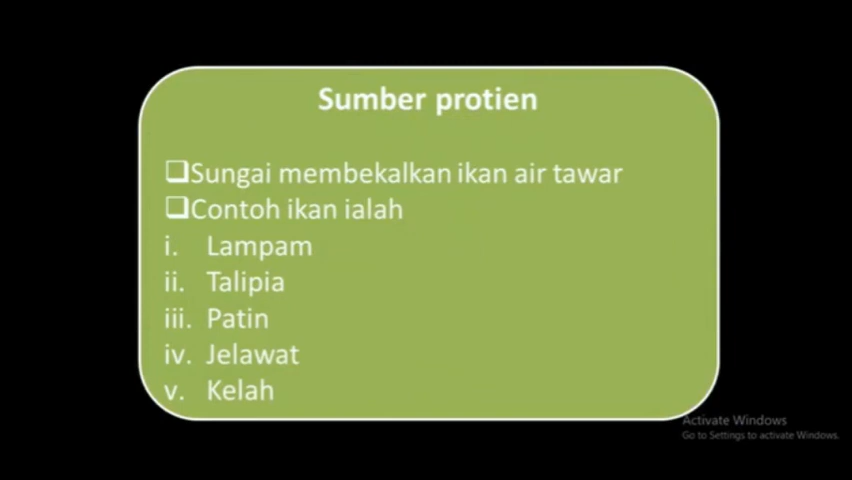 Sumber protien
❑Sungai membekalkan ikan air tawar
❑Contoh ikan ialah
i. Lampam
ii. Talipia
iii. Patin
iv. Jelawat
v. Kelah
Activate Windows
Go to Settings to activate Windows.